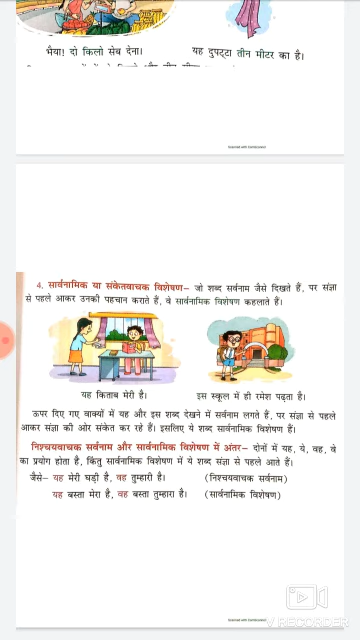 भैया! दो किलो सेब देना।
यह दुपट्टा तीन मीटर का है।
Scanned with CamScanner
4. सार्वनामिक या संकेतवाचक विशेषण– जो शब्द सर्वनाम जैसे दिखते हैं, पर संज्ञा
से पहले आकर उनकी पहचान कराते हैं, वे सार्वनामिक विशेषण कहलाते हैं।
यह किताब मेरी है।
इस स्कूल में ही रमेश पढ़ता है।
ऊपर दिए गए वाक्यों में यह और इस शब्द देखने में सर्वनाम लगते हैं, पर संज्ञा से पहले
आकर संज्ञा की ओर संकेत कर रहे हैं। इसलिए ये शब्द सार्वनामिक विशेषण हैं।
निश्चयवाचक सर्वनाम और सार्वनामिक विशेषण में अंतर– दोनों में यह, ये, वह, वे
का प्रयोग होता है, किंतु सार्वनामिक विशेषण में ये शब्द संज्ञा से पहले आते हैं।
जैसे– यह मेरी घड़ी है, वह तुम्हारी है। (निश्चयवाचक सर्वनाम)
यह बस्ता मेरा है, वह बस्ता तुम्हारा है। (सार्वनामिक विशेषण)
V RECORDER
Scanned with CamScanner